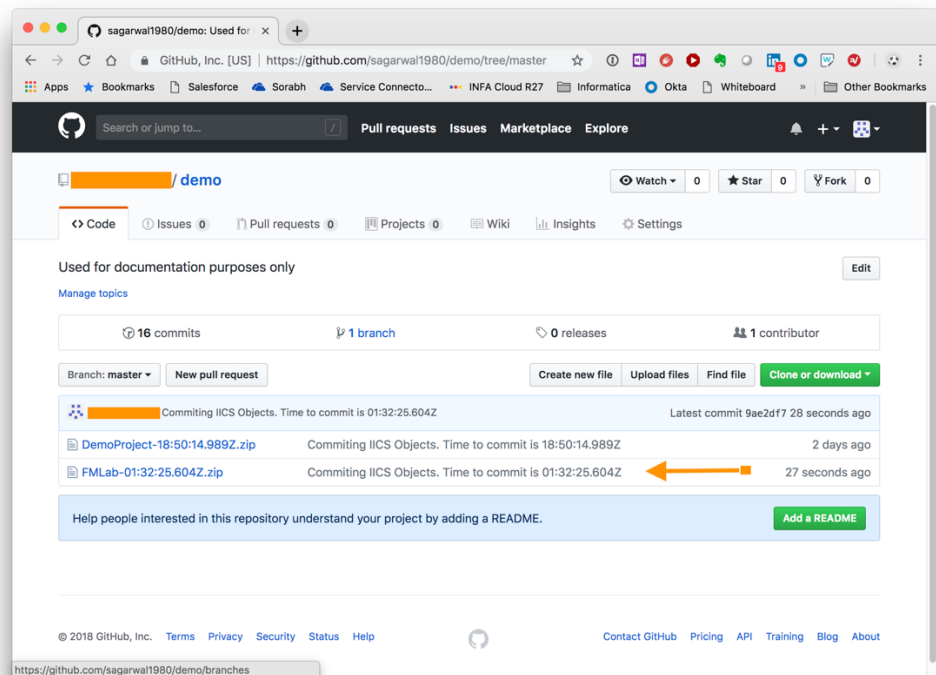 sagarwal1980/demo: Used for
GitHub, Inc. [US] | https://github.com/sagarwal1980/demo/tree/master
Apps Bookmarks Salesforce Sorabh Service Connecto... INFA Cloud R27 Informatica Okta Whiteboard » Other Bookmarks
Search or jump to... / Pull requests Issues Marketplace Explore
/ demo
Watch 0 Star 0 Fork 0
Code Issues 0 Pull requests 0 Projects 0 Wiki Insights Settings
Used for documentation purposes only
Edit
Manage topics
16 commits 1 branch 0 releases 1 contributor
Branch: master New pull request Create new file Upload files Find file Clone or download
Commiting IICS Objects. Time to commit is 01:32:25.604Z Latest commit 9ae2df7 28 seconds ago
DemoProject-18:50:14.989Z.zip Commiting IICS Objects. Time to commit is 18:50:14.989Z 2 days ago
FMLab-01:32:25.604Z.zip Commiting IICS Objects. Time to commit is 01:32:25.604Z 27 seconds ago
Help people interested in this repository understand your project by adding a README. Add a README
© 2018 GitHub, Inc. Terms Privacy Security Status Help Contact GitHub Pricing API Training Blog About
https://github.com/sagarwal1980/demo/branches